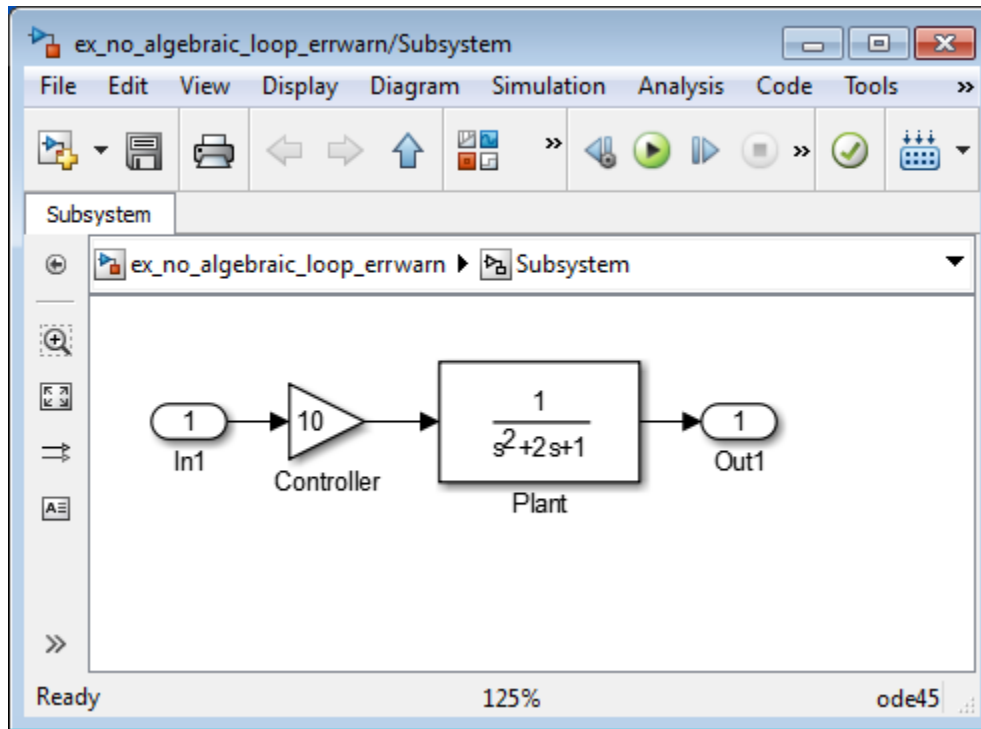 ex_no_algebraic_loop_errwarn/Subsystem
File Edit View Display Diagram Simulation Analysis Code Tools »
» »
Subsystem
ex_no_algebraic_loop_errwarn Subsystem
1 10 1 1
s²+2s+1
In1 Out1
Controller
Plant
A
»
Ready 125% ode45